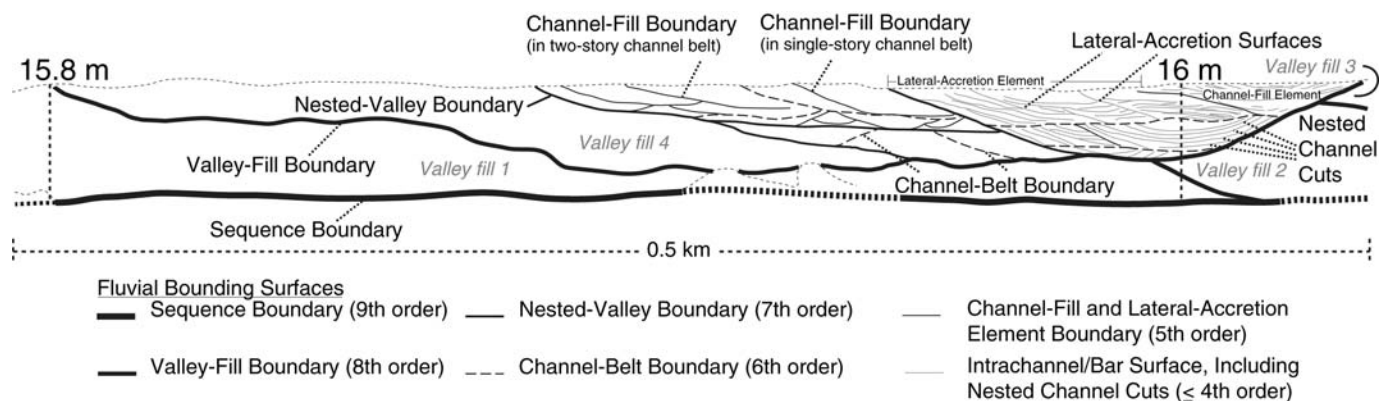 Channel-Fill Boundary
(in two-story channel belt)
Channel-Fill Boundary
(in single-story channel belt)
Lateral-Accretion Surfaces
15.8 m
Lateral-Accretion Element
16 m
Valley fill 3
Channel-Fill Element
Nested-Valley Boundary
Nested
Channel
Cuts
Valley-Fill Boundary
Valley fill 1
Valley fill 4
Channel-Belt Boundary
Valley fill 2
Sequence Boundary
0.5 km
Fluvial Bounding Surfaces
Sequence Boundary (9th order)
Nested-Valley Boundary (7th order)
Channel-Fill and Lateral-Accretion
Element Boundary (5th order)
Valley-Fill Boundary (8th order)
Channel-Belt Boundary (6th order)
Intrachannel/Bar Surface, Including
Nested Channel Cuts (≤ 4th order)